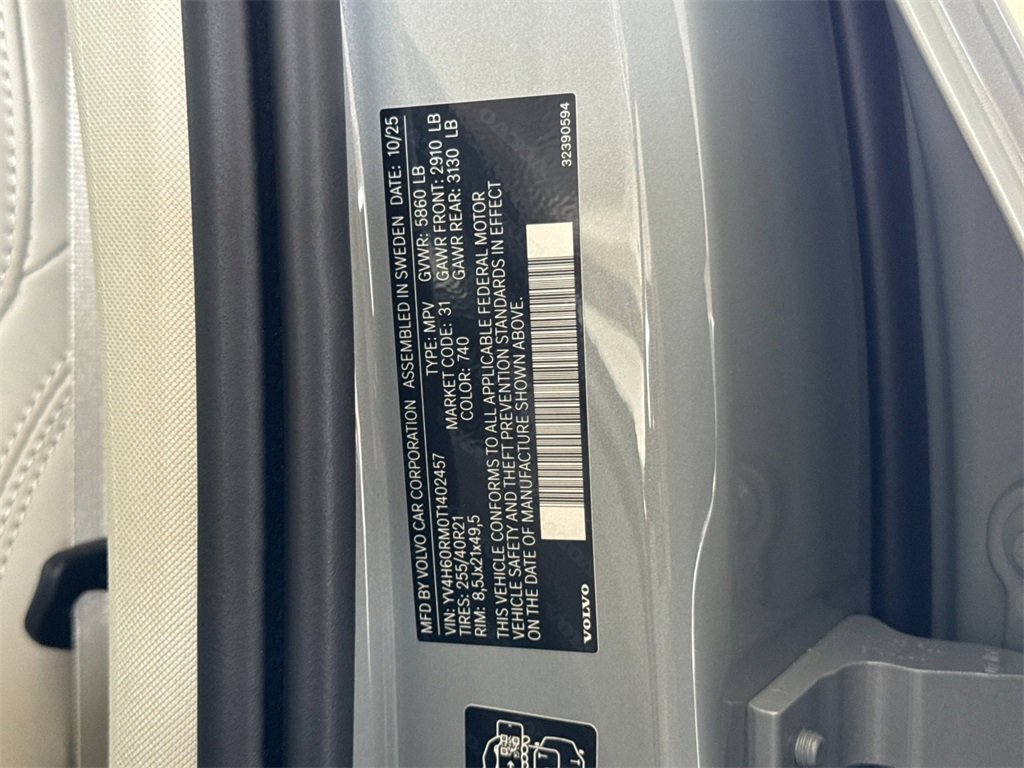 MFD BY VOLVO CAR CORPORATION ASSEMBLED IN SWEDEN DATE: 10/25
VIN: YV4H60RM0T1402457 TYPE: MPV GVWR: 5860 LB
TIRES: 255/40R21 MARKET CODE: 31 GAWR FRONT: 2910 LB
RIM: 8,5Jx21x49,5 COLOR: 740 GAWR REAR: 3130 LB
THIS VEHICLE CONFORMS TO ALL APPLICABLE FEDERAL MOTOR
VEHICLE SAFETY AND THEFT PREVENTION STANDARDS IN EFFECT
ON THE DATE OF MANUFACTURE SHOWN ABOVE.
VOLVO 32390594